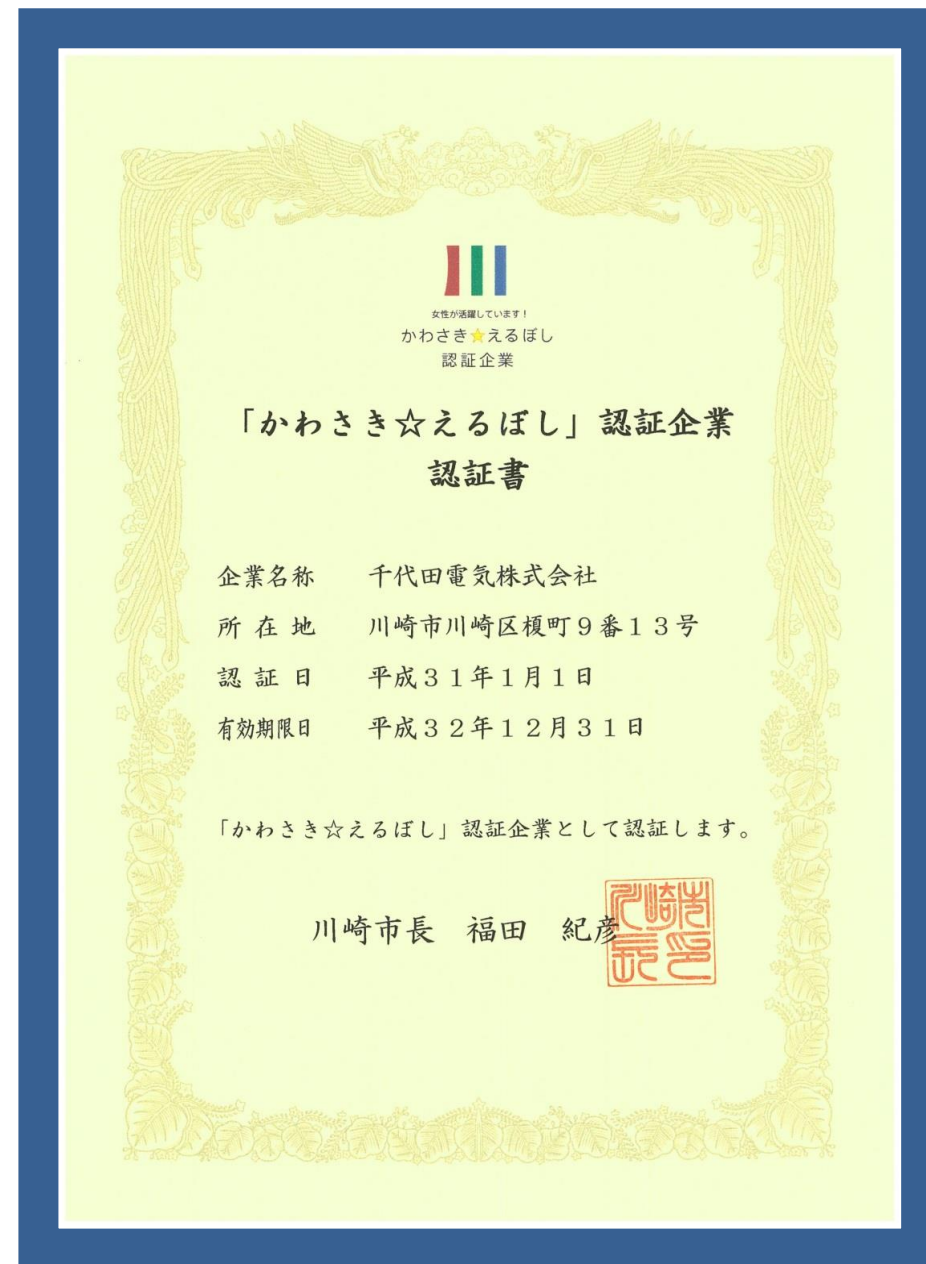 女性が活躍しています!
かわさき★えるぼし
認証企業
「かわさき☆えるぼし」認証企業
認証書
企業名称 千代田電気株式会社
所在地 川崎市川崎区榎町9番13号
認証日 平成31年1月1日
有効期限日 平成32年12月31日
「かわさき☆えるぼし」認証企業として認証します。
川崎市長 福田 紀彦
川崎市長印